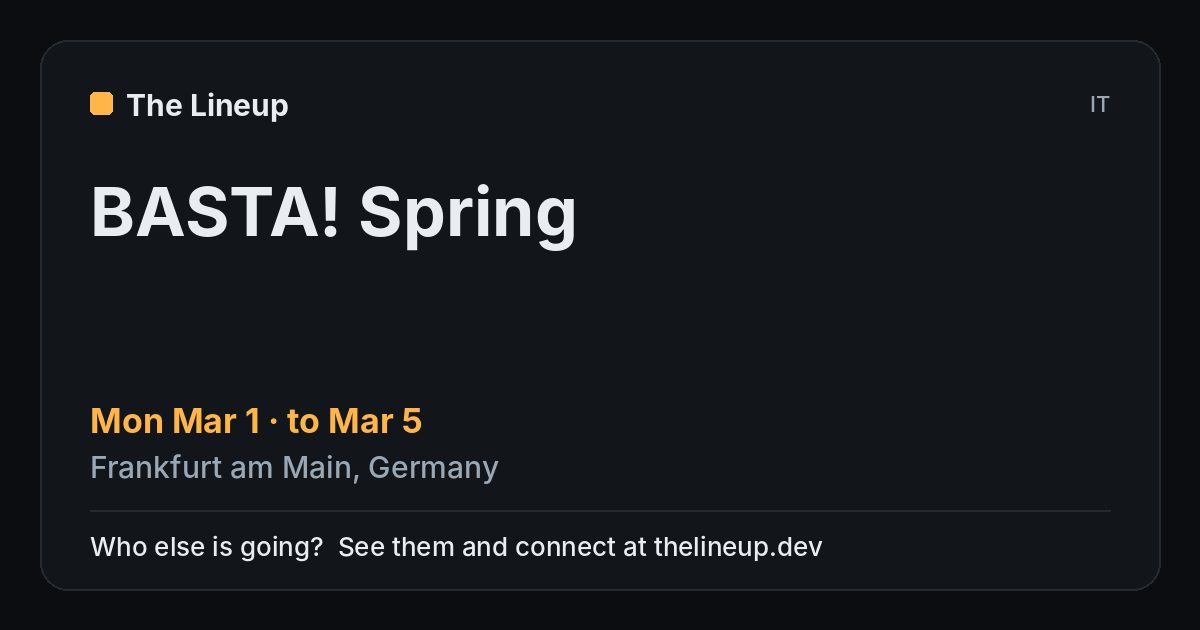 The Lineup
IT
BASTA! Spring
Mon Mar 1 · to Mar 5
Frankfurt am Main, Germany
Who else is going? See them and connect at thelineup.dev